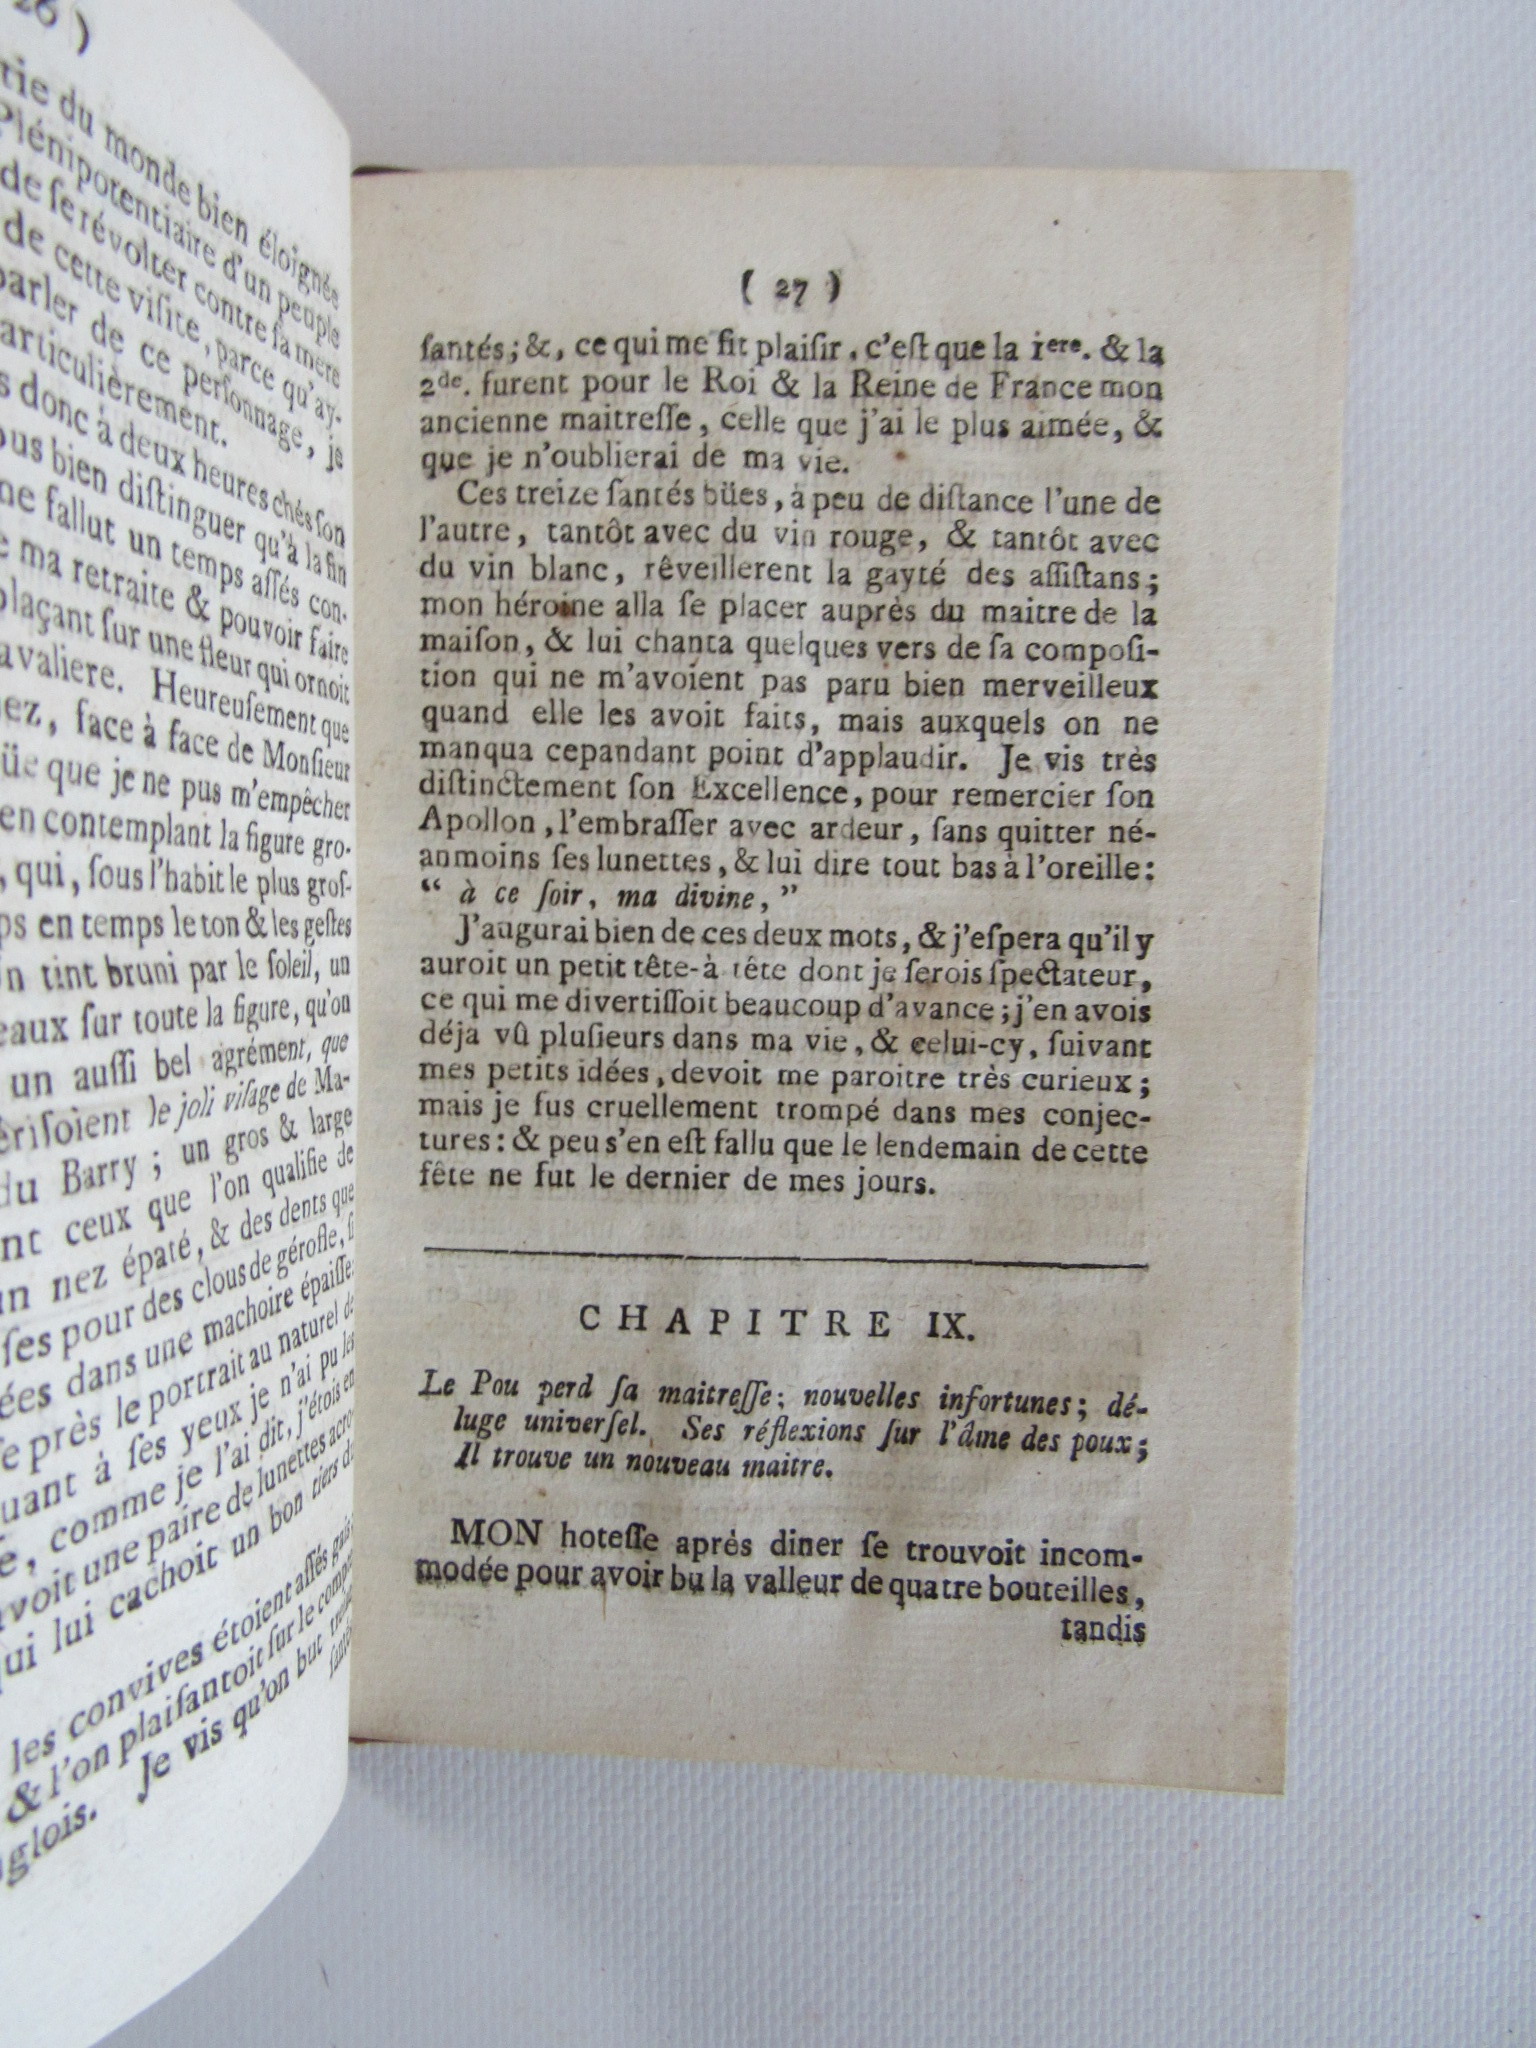 26 )
tie du monde bien éloignée
Plénipotentiaire d'un peuple
de ſe révolter contre ſa mere
de cette viſite, parce qu'ay-
parler de ce perſonnage, je
articulièrement.
s donc à deux heures chés ſon
ous bien diſtinguer qu'à la fin
me fallut un temps aſſés con-
e ma retraite & pouvoir faire
plaçant ſur une fleur qui ornoit
avaliere. Heureuſement que
nez, face à face de Monſieur
üe que je ne pus m'empêcher
en contemplant la figure gro-
, qui, ſous l'habit le plus groſ-
ps en temps le ton & les geſtes
n tint bruni par le ſoleil, un
eaux ſur toute la figure, qu'on
un auſſi bel agrément, que
ériſoient le joli viſage de Ma-
du Barry ; un gros & large
nt ceux que l'on qualifie de
un nez épaté, & des dents que
ſes pour des clous de gérofle, ſi
ées dans une machoire épaiſſe:
e près le portrait au naturel de
uant à ſes yeux je n'ai pu les
e, comme je l'ai dit, j'étois en
avoit une paire de lunettes acro-
qui lui cachoit un bon tiers du
les convives étoient aſſés gais;
& l'on plaiſantoit ſur le compte
nglois. Je vis qu'on but treize
ſantés
( 27 )
ſantés; &, ce qui me fit plaiſir, c'eſt que la 1ere. & la
2de. furent pour le Roi & la Reine de France mon
ancienne maitreſſe, celle que j'ai le plus aimée, &
que je n'oublierai de ma vie.
Ces treize ſantés bües, à peu de diſtance l'une de
l'autre, tantôt avec du vin rouge, & tantôt avec
du vin blanc, rêveillerent la gayté des aſſiſtans;
mon héroine alla ſe placer auprès du maitre de la
maiſon, & lui chanta quelques vers de ſa compoſi-
tion qui ne m'avoient pas paru bien merveilleux
quand elle les avoit faits, mais auxquels on ne
manqua cepandant point d'applaudir. Je vis très
diſtinctement ſon Excellence, pour remercier ſon
Apollon, l'embraſſer avec ardeur, ſans quitter né-
anmoins ſes lunettes, & lui dire tout bas à l'oreille:
“ à ce ſoir, ma divine, ”
J'augurai bien de ces deux mots, & j'eſpera qu'il y
auroit un petit tête-à tête dont je ſerois ſpectateur,
ce qui me divertiſſoit beaucoup d'avance; j'en avois
déja vû pluſieurs dans ma vie, & celui-cy, ſuivant
mes petits idées, devoit me paroitre très curieux;
mais je fus cruellement trompé dans mes conjec-
tures: & peu s'en eſt fallu que le lendemain de cette
fête ne fut le dernier de mes jours.
CHAPITRE IX.
Le Pou perd ſa maitreſſe; nouvelles infortunes; dé-
luge univerſel. Ses réflexions ſur l'âme des poux;
Il trouve un nouveau maitre.
MON hoteſſe après diner ſe trouvoit incom-
modée pour avoir bu la valleur de quatre bouteilles,
tandis